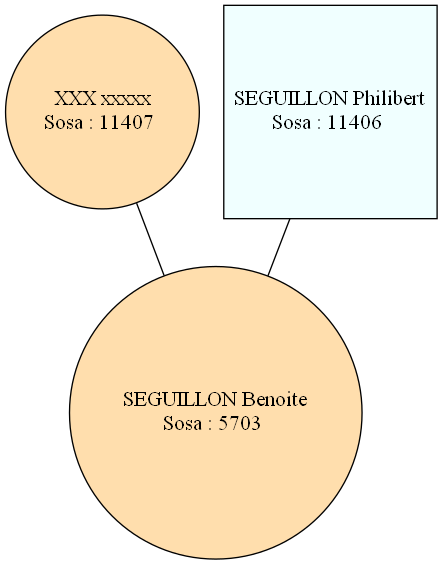 XXX xxxxx
Sosa : 11407
SEGUILLON Philibert
Sosa : 11406
SEGUILLON Benoite
Sosa : 5703